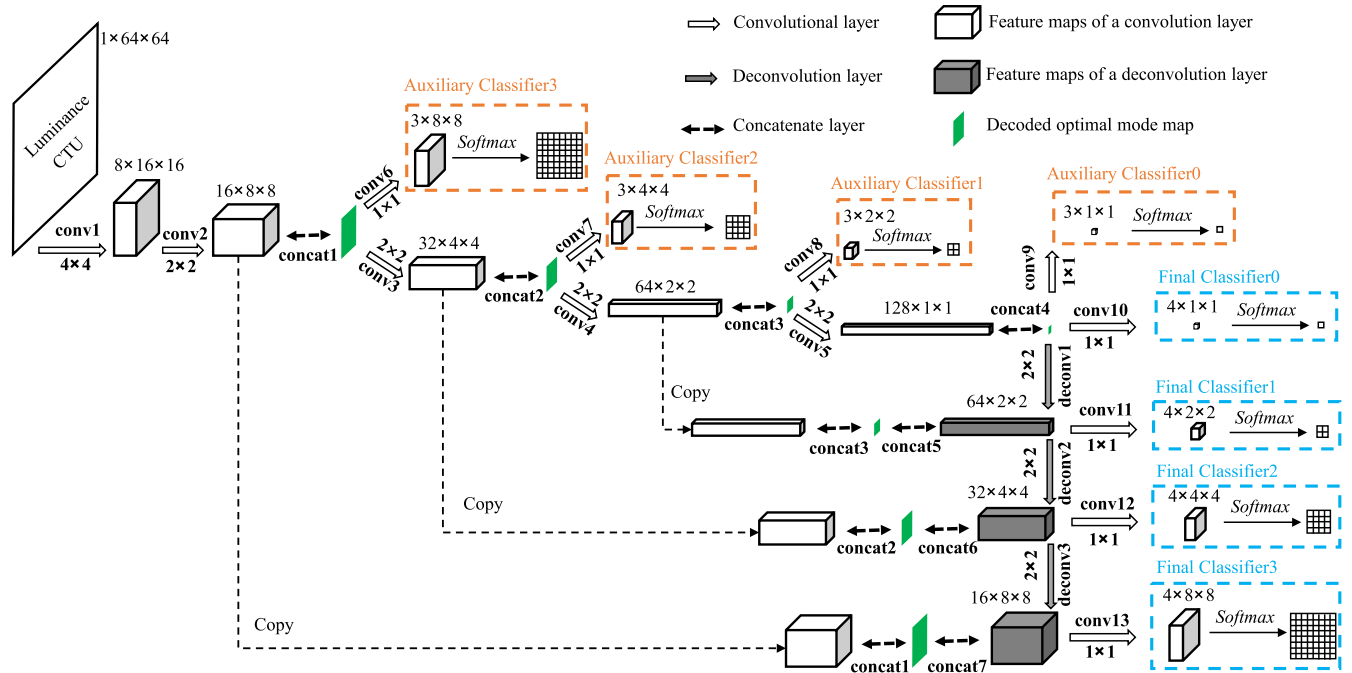 1×64×64
Luminance
CTU
Convolutional layer
Feature maps of a convolution layer
Deconvolution layer
Feature maps of a deconvolution layer
Concatenate layer
Decoded optimal mode map
Auxiliary Classifier3
3×8×8
Softmax
Auxiliary Classifier2
3×4×4
Softmax
Auxiliary Classifier1
3×2×2
Softmax
Auxiliary Classifier0
3×1×1
Softmax
8×16×16
16×8×8
conv1
4×4
conv2
2×2
concat1
conv6
1×1
2×2
conv3
32×4×4
concat2
conv7
1×1
2×2
conv4
64×2×2
concat3
conv8
1×1
2×2
conv5
128×1×1
concat4
conv9
1×1
conv10
1×1
Final Classifier0
4×1×1
Softmax
2×2
deconv1
Copy
64×2×2
concat3
concat5
conv11
1×1
Final Classifier1
4×2×2
Softmax
2×2
deconv2
Copy
32×4×4
concat2
concat6
conv12
1×1
Final Classifier2
4×4×4
Softmax
2×2
deconv3
Copy
16×8×8
concat1
concat7
conv13
1×1
Final Classifier3
4×8×8
Softmax